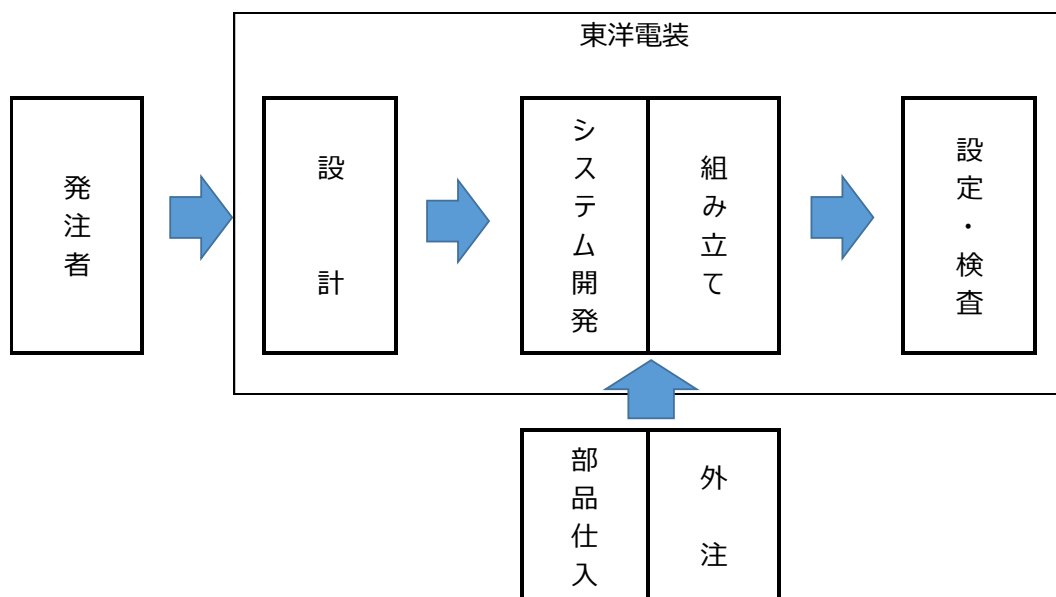 東洋電装
発注者
設計
システム開発
組み立て
設定・検査
部品仕入
外注